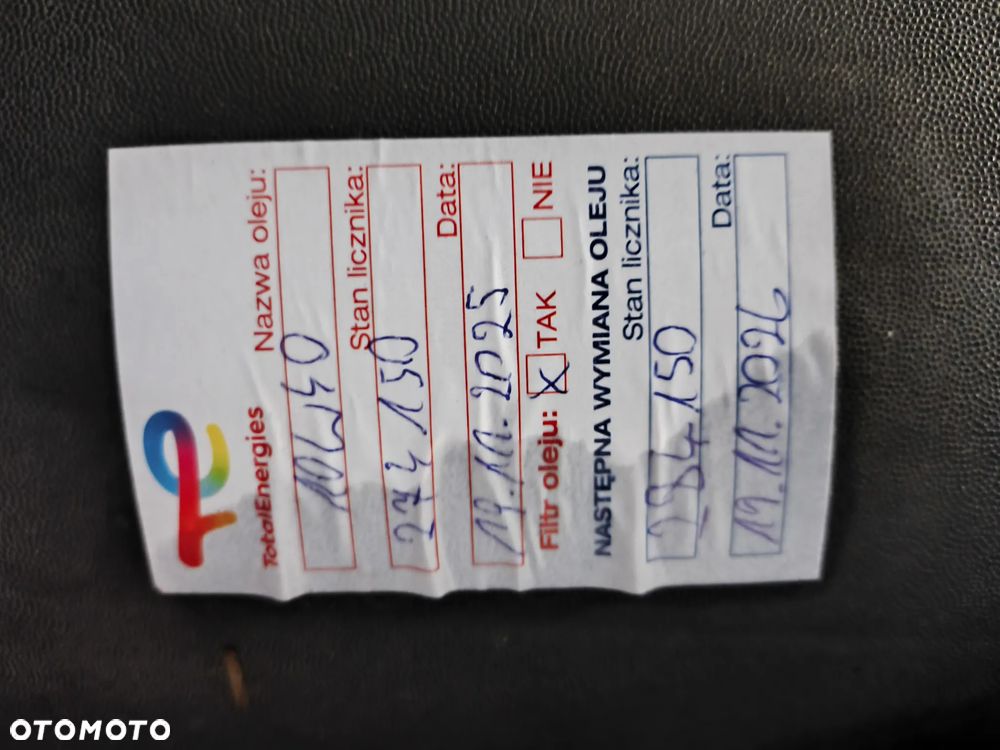 TotalEnergies
Nazwa oleju:
10W40
Stan licznika:
274150
Data:
19.11.2025
Filtr oleju: X TAK NIE
NASTĘPNA WYMIANA OLEJU
Stan licznika:
284150
Data:
19.11.2026
OTOMOTO